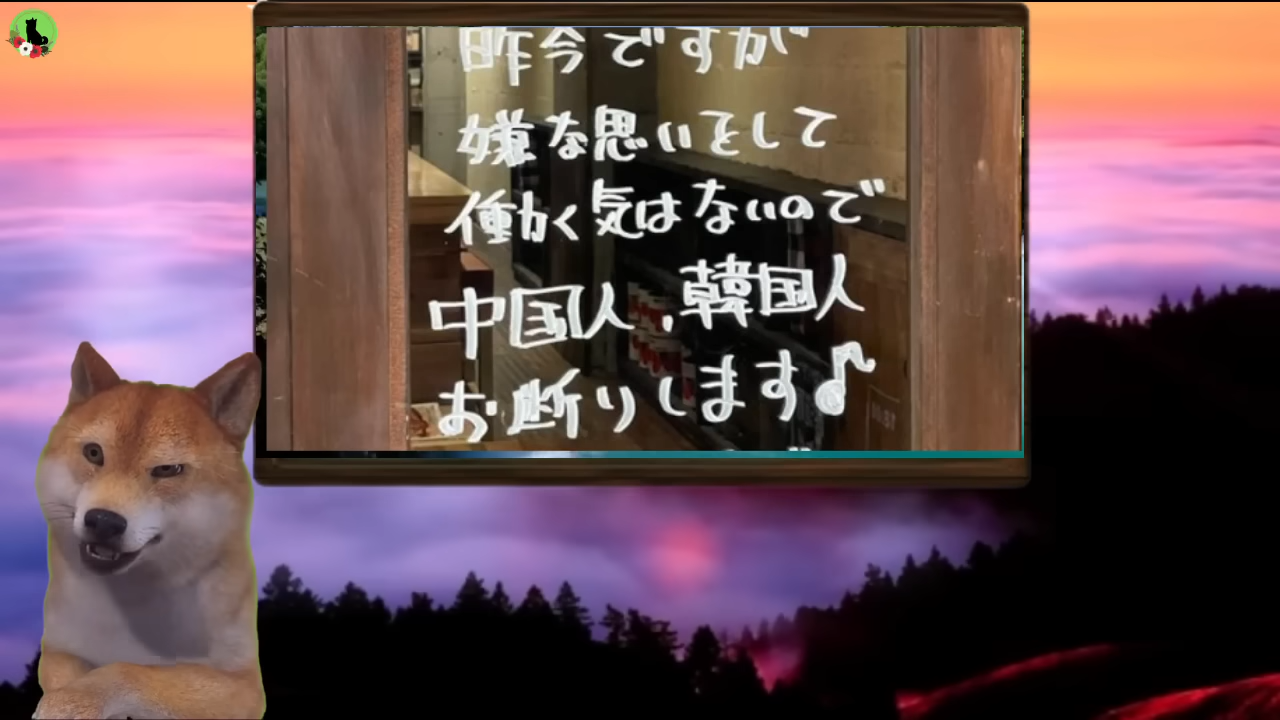 昨今ですが
嫌な思いをして
働く気はないので
中国人、韓国人
お断りします♪